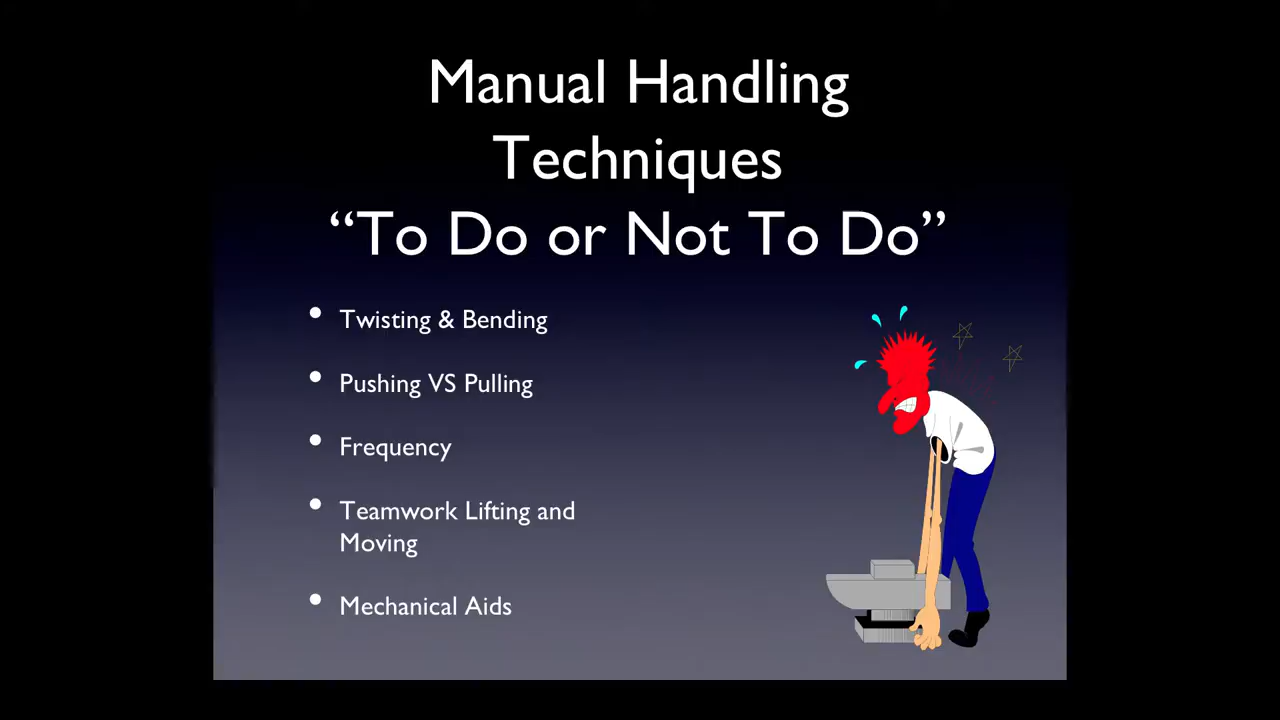 Manual Handling
Techniques
“To Do or Not To Do”
• Twisting & Bending
• Pushing VS Pulling
• Frequency
• Teamwork Lifting and
Moving
• Mechanical Aids